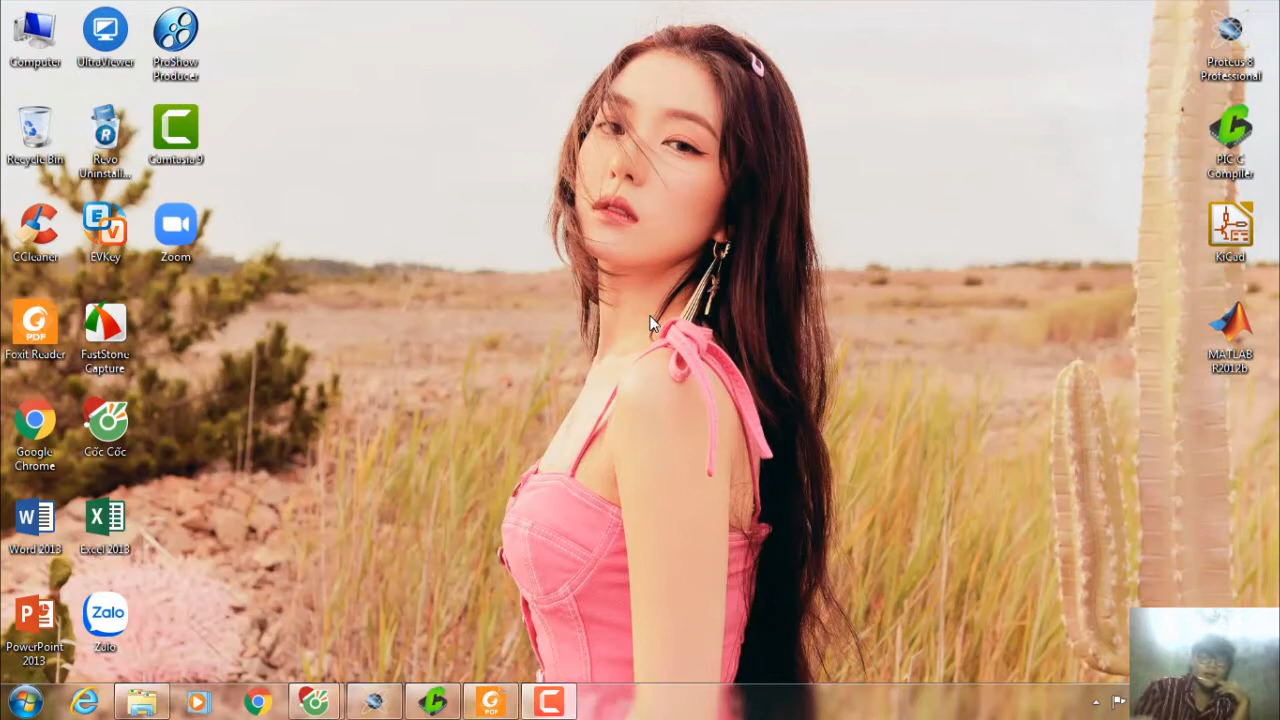 Computer
UltraViewer
ProShow
Producer
Recycle Bin
Revo
Uninstall...
Camtasia 9
CCleaner
EVKey
Zoom
Foxit Reader
FastStone
Capture
Google
Chrome
Cốc Cốc
Word 2013
Excel 2013
PowerPoint
2013
Zalo
Zalo
Proteus 8
Professional
PIC C
Compiler
KiCad
MATLAB
R2012b